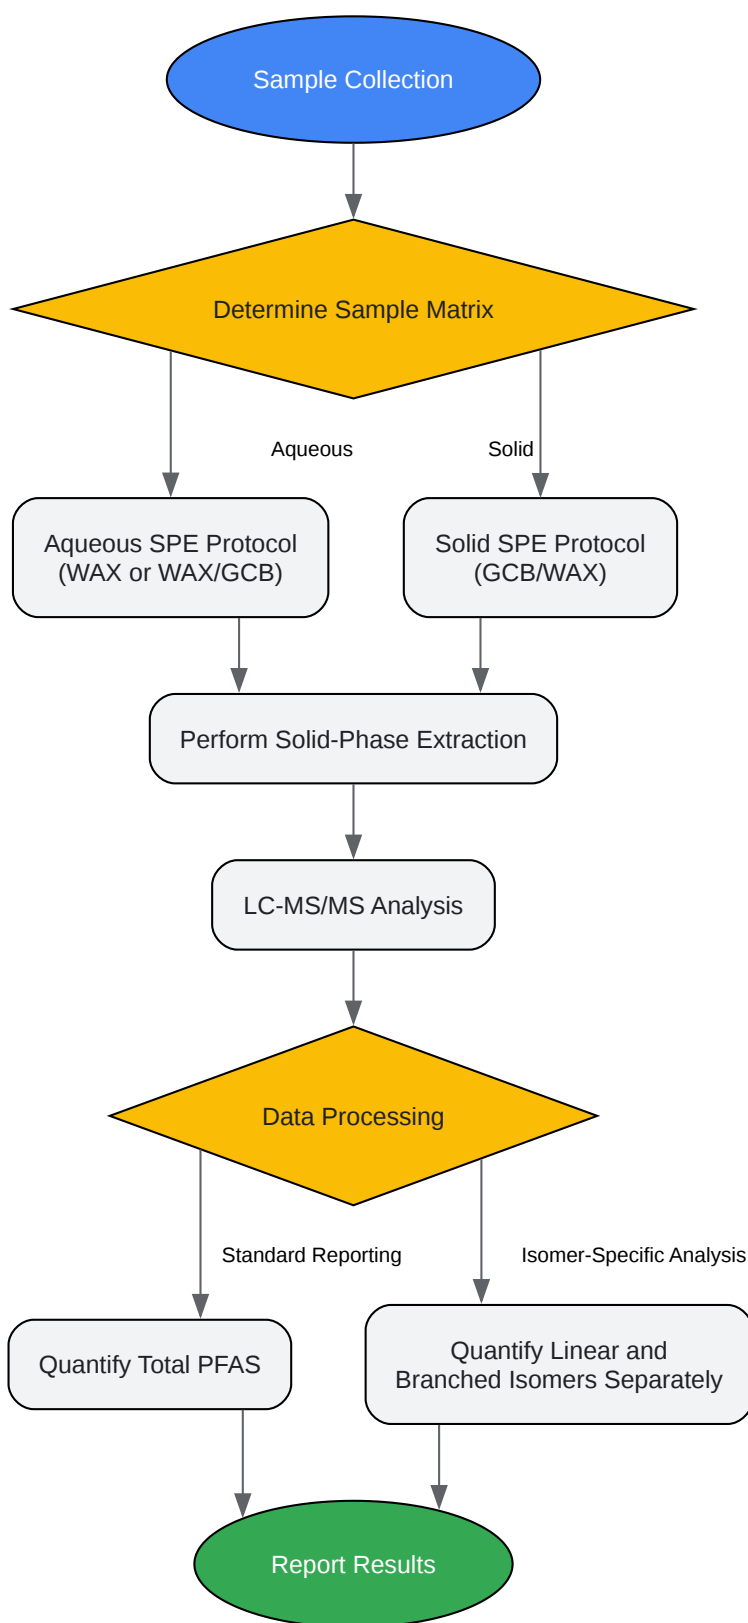 Sample Collection
Determine Sample Matrix
Aqueous
Solid
Aqueous SPE Protocol
(WAX or WAX/GCB)
Solid SPE Protocol
(GCB/WAX)
Perform Solid-Phase Extraction
LC-MS/MS Analysis
Data Processing
Standard Reporting
Isomer-Specific Analysis
Quantify Total PFAS
Quantify Linear and
Branched Isomers Separately
Report Results